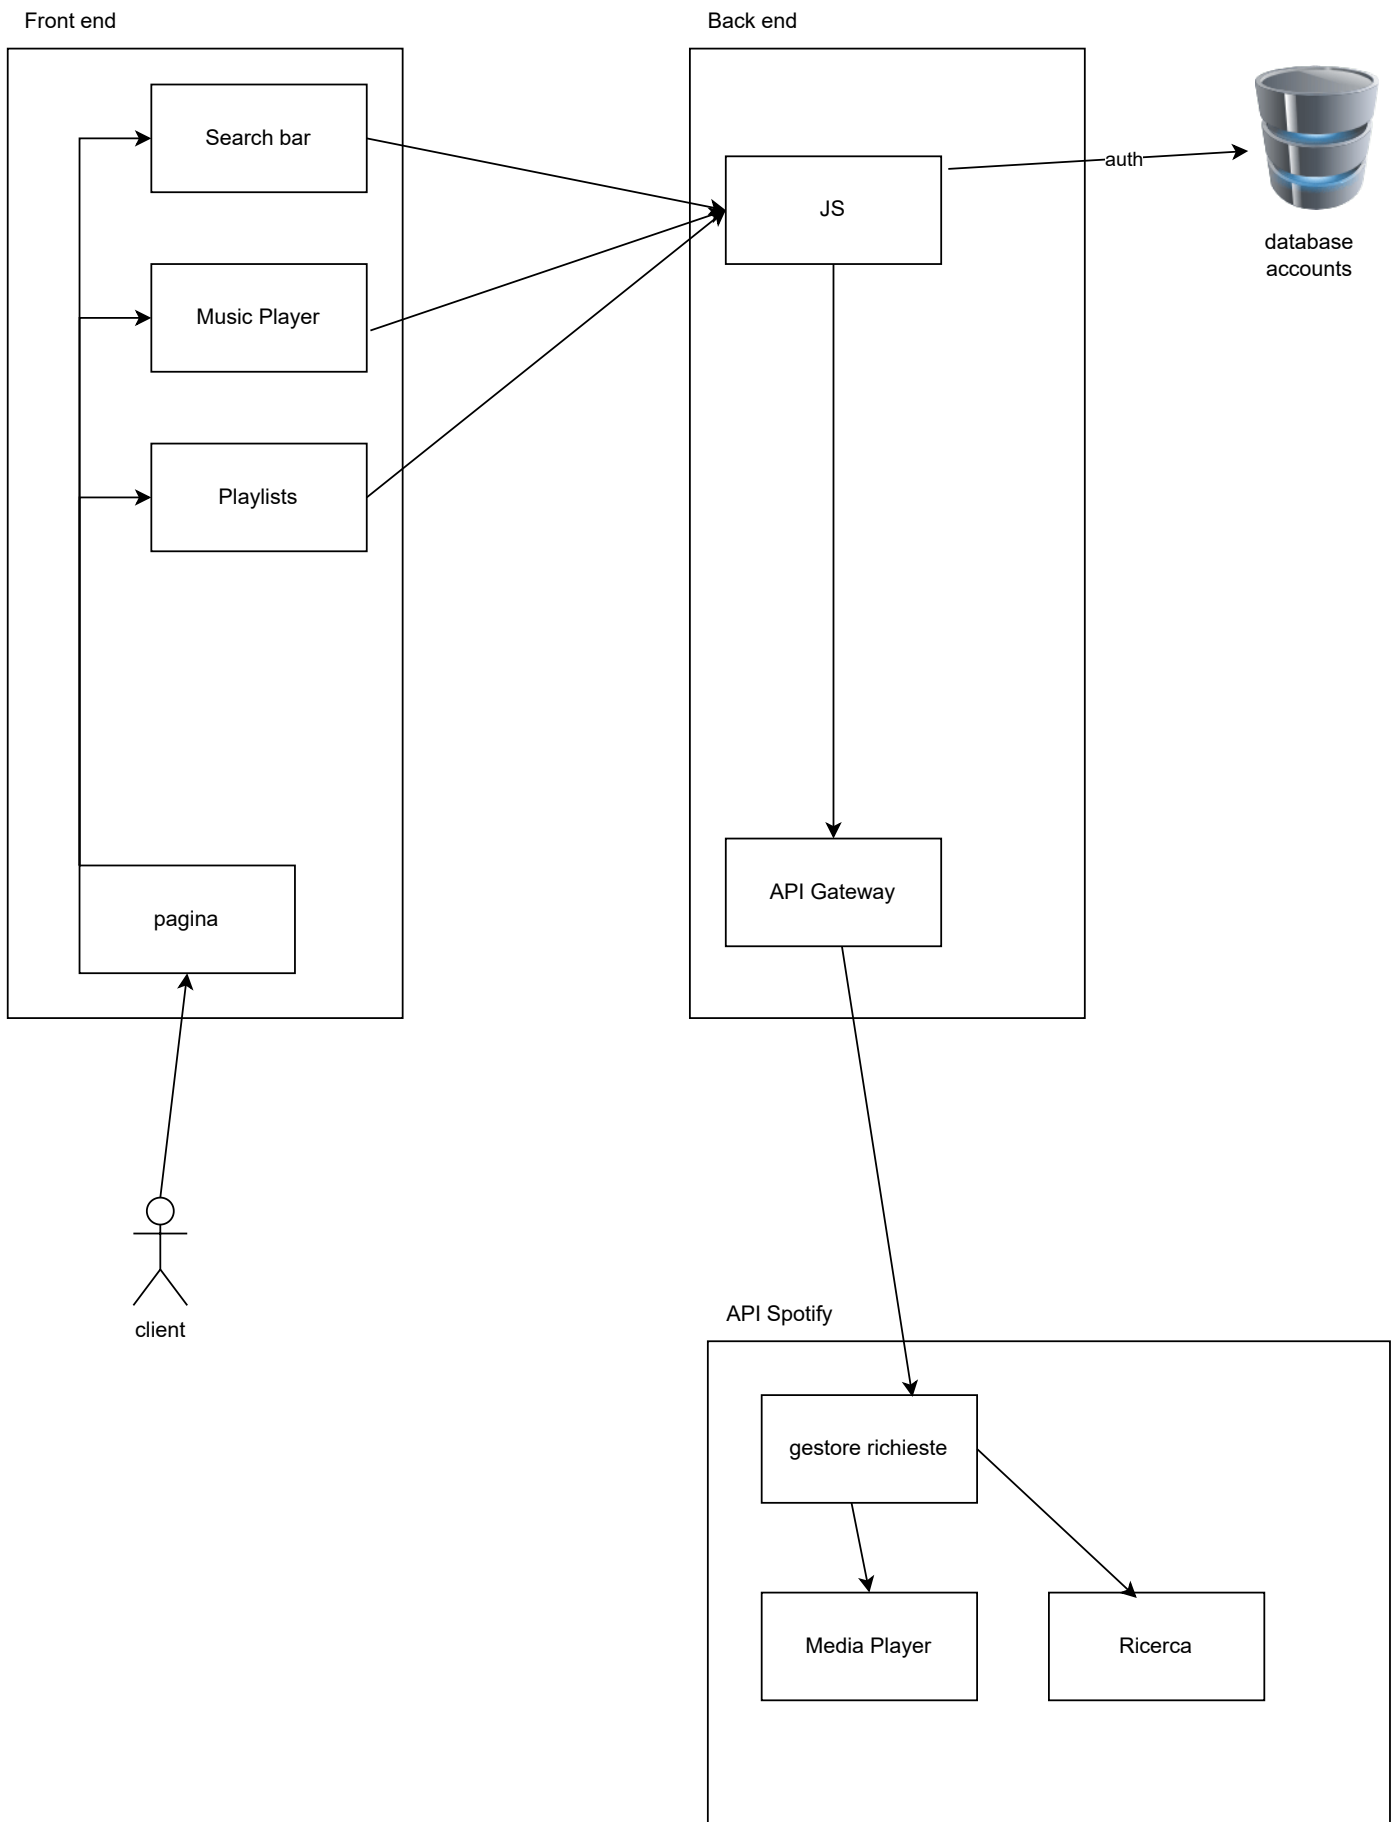 Front end
Back end
Search bar
JS
auth
database
accounts
Music Player
Playlists
API Gateway
pagina
client
API Spotify
gestore richieste
Media Player
Ricerca